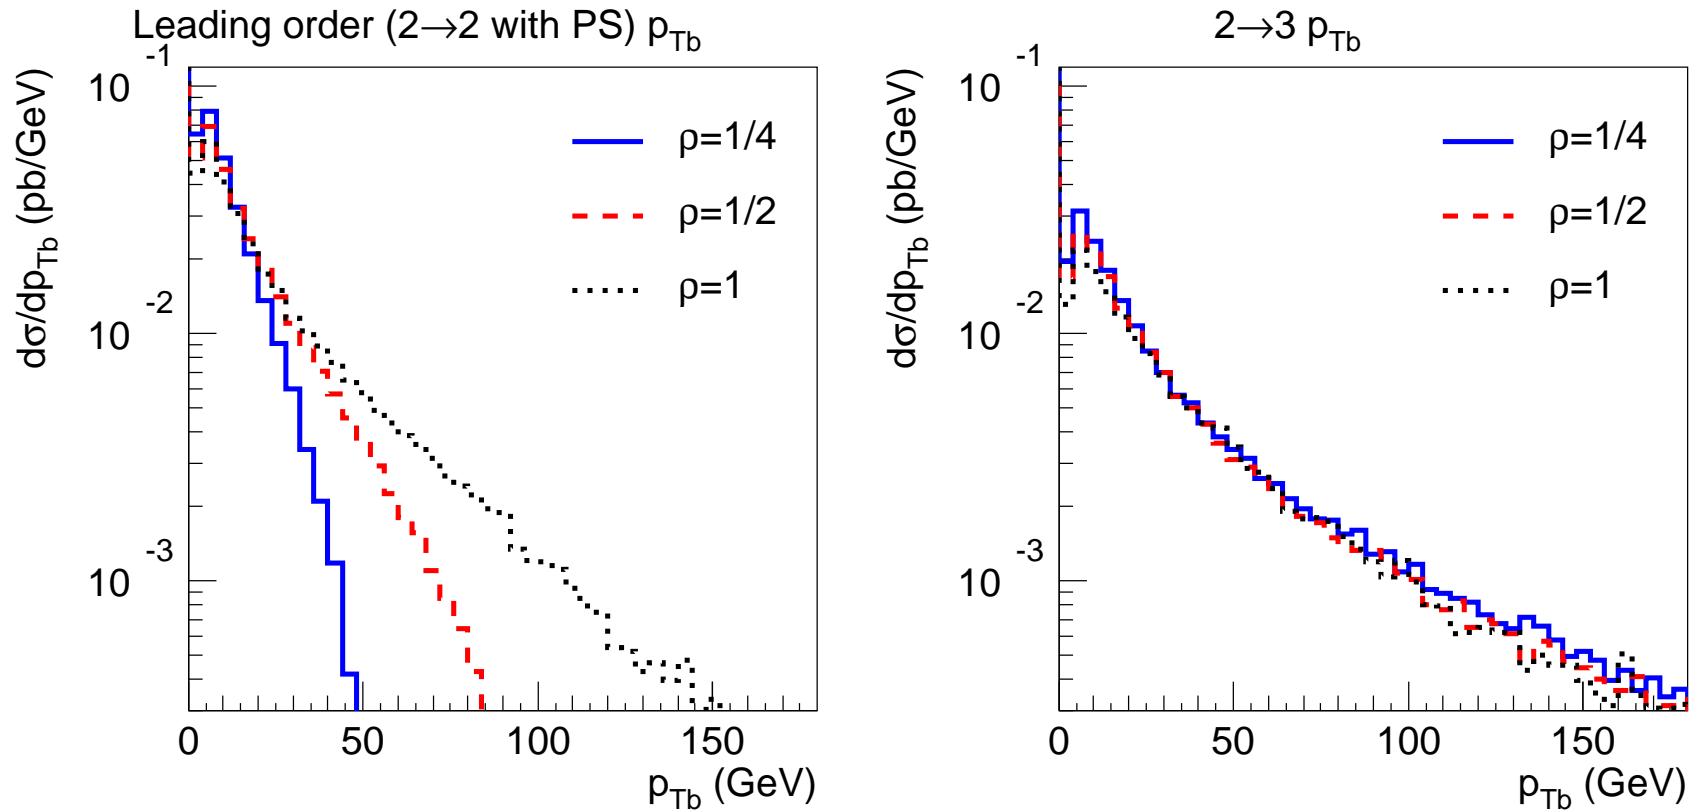 Leading order (2→2 with PS) p_Tb
dσ/dp_Tb (pb/GeV)
10^-1
10^-2
10^-3
ρ=1/4
ρ=1/2
ρ=1
0 50 100 150
p_Tb (GeV)
2→3 p_Tb
dσ/dp_Tb (pb/GeV)
10^-1
10^-2
10^-3
ρ=1/4
ρ=1/2
ρ=1
0 50 100 150
p_Tb (GeV)